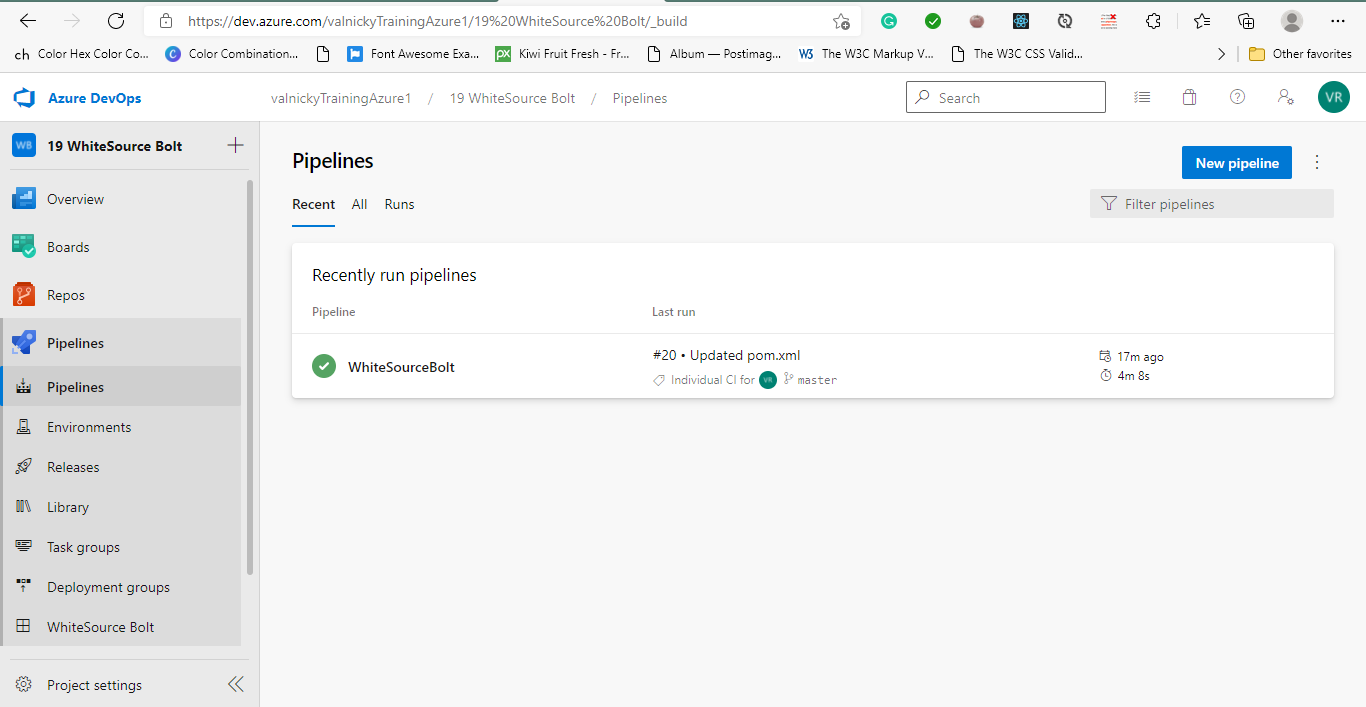 https://dev.azure.com/valnickyTrainingAzure1/19%20WhiteSource%20Bolt/_build
ch Color Hex Color Co...
C Color Combination...
Font Awesome Exa...
px Kiwi Fruit Fresh - Fr...
Album — Postimag...
W3 The W3C Markup V...
The W3C CSS Valid...
Other favorites
Azure DevOps
valnickyTrainingAzure1 / 19 WhiteSource Bolt / Pipelines
Search
VR
WB 19 WhiteSource Bolt
Overview
Boards
Repos
Pipelines
Pipelines
Environments
Releases
Library
Task groups
Deployment groups
WhiteSource Bolt
Project settings
Pipelines
New pipeline
Recent All Runs
Filter pipelines
Recently run pipelines
Pipeline Last run
WhiteSourceBolt
#20 • Updated pom.xml
Individual CI for VR master
17m ago
4m 8s